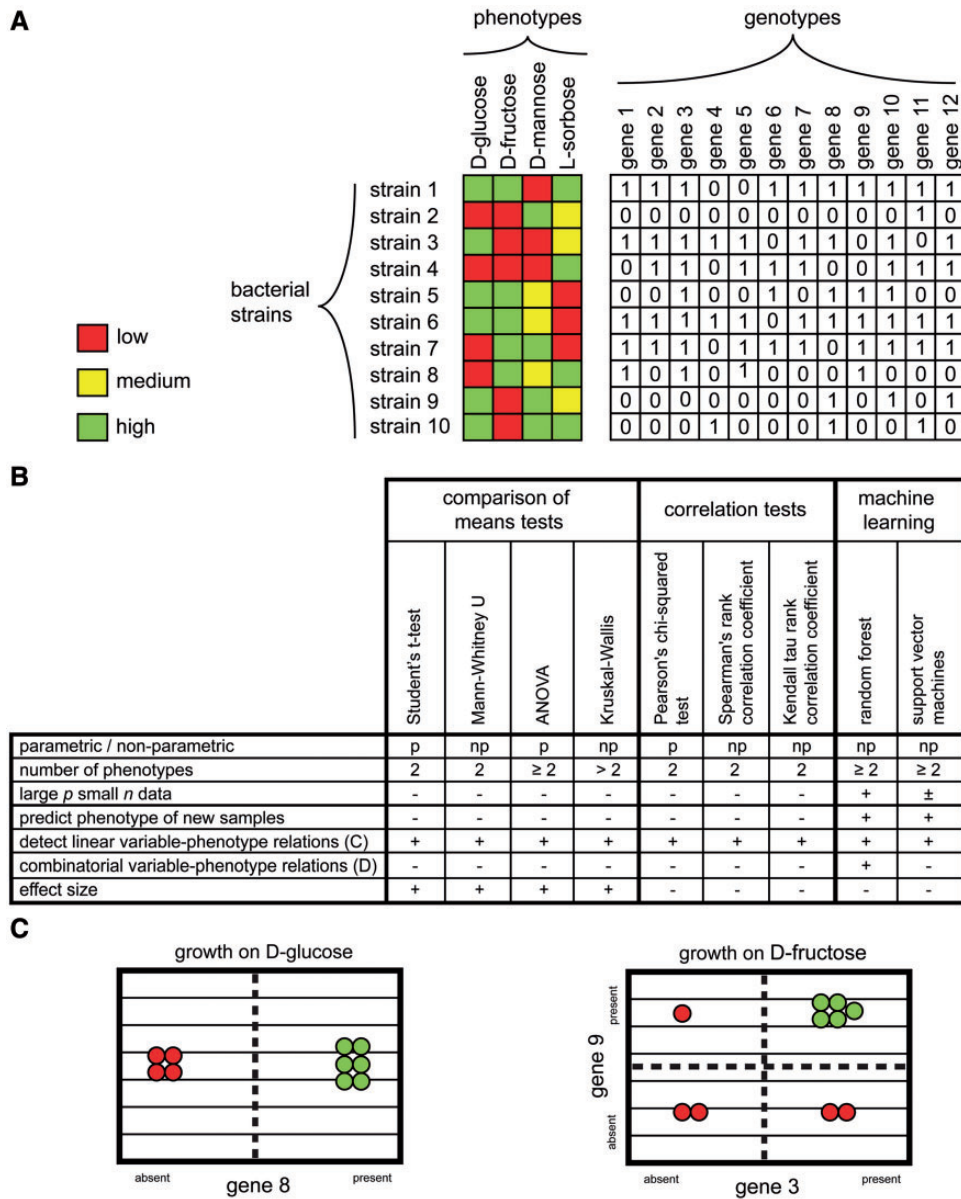 A
phenotypes
genotypes
D-glucose
D-fructose
D-mannose
L-sorbose
gene 1
gene 2
gene 3
gene 4
gene 5
gene 6
gene 7
gene 8
gene 9
gene 10
gene 11
gene 12
bacterial
strains
low
medium
high
strain 1 1 1 1 0 0 1 1 1 1 1 1 1
strain 2 0 0 0 0 0 0 0 0 0 0 1 0
strain 3 1 1 1 1 1 0 1 1 0 1 0 1
strain 4 0 1 1 0 1 1 1 0 0 1 1 1
strain 5 0 0 1 0 0 1 0 1 1 1 0 0
strain 6 1 1 1 1 1 0 1 1 1 1 1 1
strain 7 1 1 1 0 1 1 1 0 1 1 1 1
strain 8 1 0 1 0 1 0 0 0 1 0 0 0
strain 9 0 0 0 0 0 0 0 1 0 1 0 1
strain 10 0 0 0 1 0 0 0 1 0 0 1 0
B
comparison of
means tests
correlation tests
machine
learning
Student's t-test
Mann-Whitney U
ANOVA
Kruskal-Wallis
Pearson's chi-squared
test
Spearman's rank
correlation coefficient
Kendall tau rank
correlation coefficient
random forest
support vector
machines
parametric / non-parametric p np p np p np np np np
number of phenotypes 2 2 ≥ 2 > 2 2 2 2 ≥ 2 ≥ 2
large p small n data - - - - - - - + ±
predict phenotype of new samples - - - - - - - + +
detect linear variable-phenotype relations (C) + + + + + + + + +
combinatorial variable-phenotype relations (D) - - - - - - - + -
effect size + + + + - - - - -
C
growth on D-glucose
absent
present
gene 8
growth on D-fructose
present
gene 9
absent
absent
present
gene 3